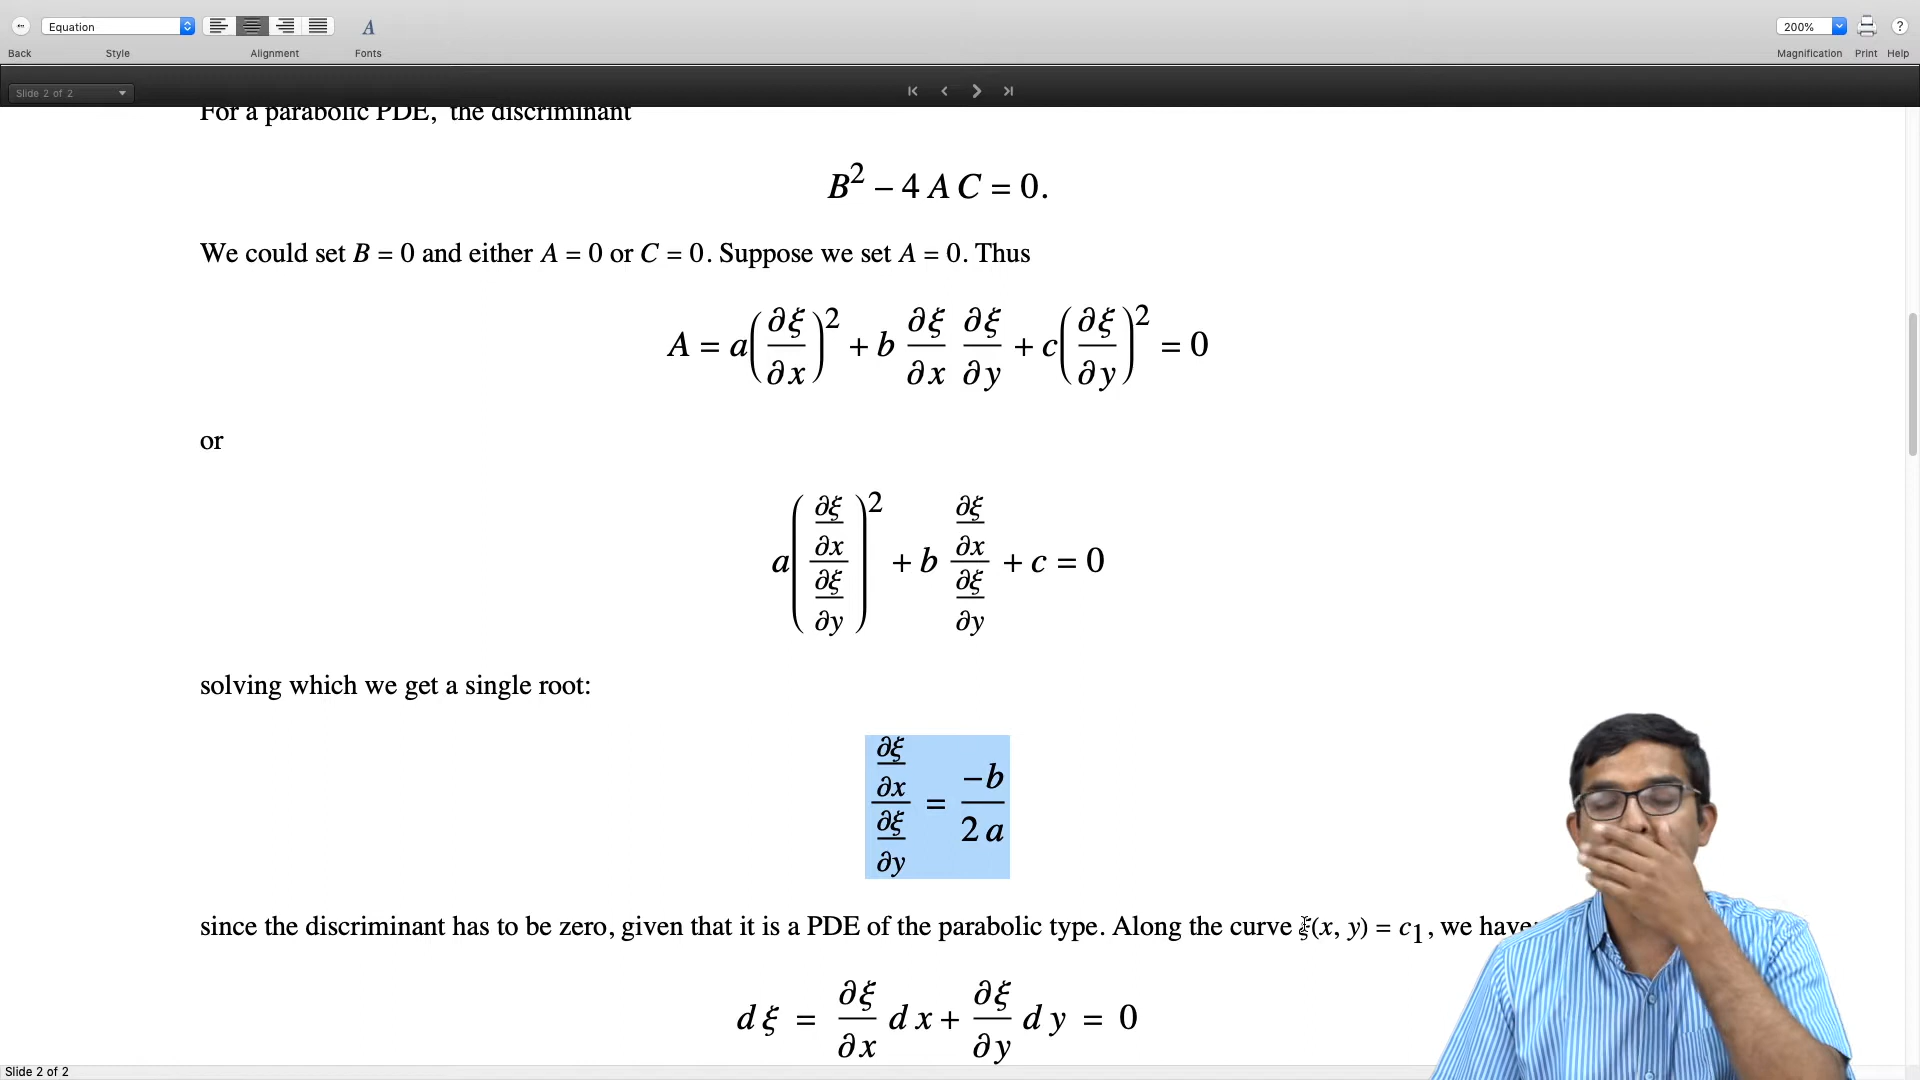 Equation
200%
Back Style Alignment Fonts Magnification Print Help
Slide 2 of 2
For a parabolic PDE, the discriminant
B² − 4 A C = 0.
We could set B = 0 and either A = 0 or C = 0. Suppose we set A = 0. Thus
A = a(∂ξ/∂x)² + b ∂ξ/∂x ∂ξ/∂y + c(∂ξ/∂y)² = 0
or
a((∂ξ/∂x)/(∂ξ/∂y))² + b (∂ξ/∂x)/(∂ξ/∂y) + c = 0
solving which we get a single root:
(∂ξ/∂x)/(∂ξ/∂y) = −b/2 a
since the discriminant has to be zero, given that it is a PDE of the parabolic type. Along the curve ξ(x, y) = c₁, we have
dξ = ∂ξ/∂x dx + ∂ξ/∂y dy = 0
Slide 2 of 2